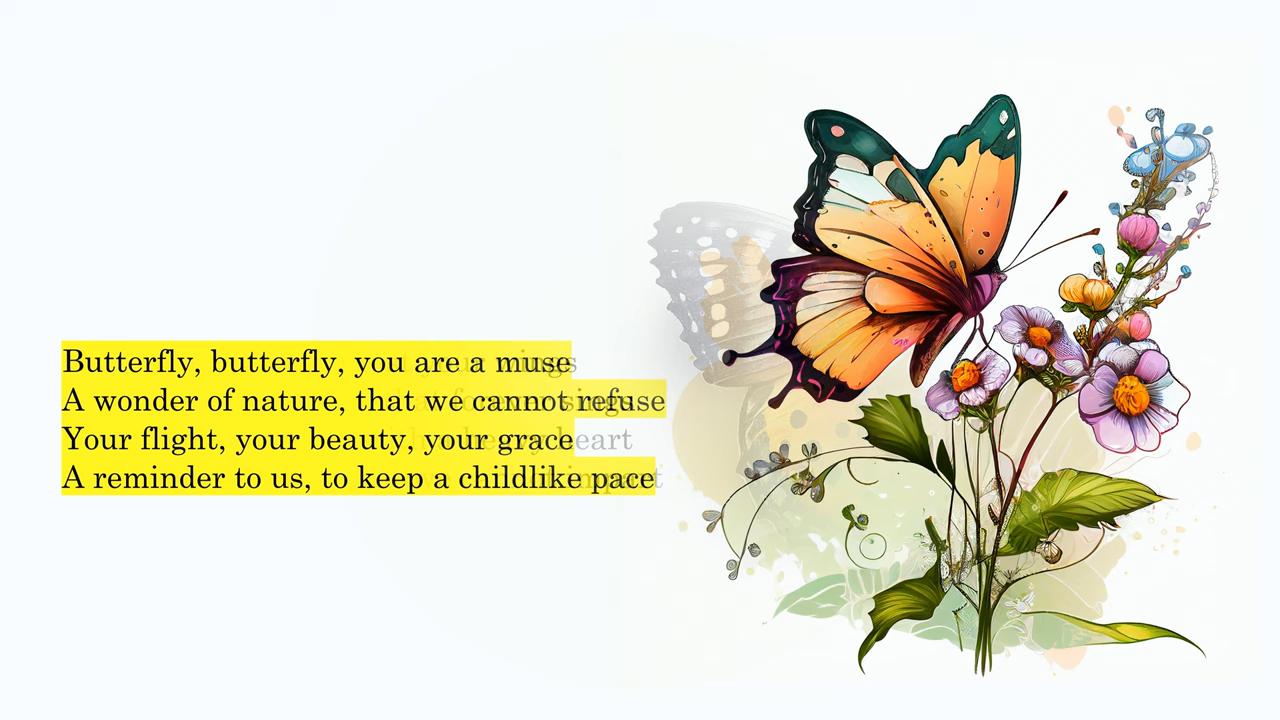 Butterfly, butterfly, you are a muse
A wonder of nature, that we cannot refuse
Your flight, your beauty, your grace
A reminder to us, to keep a childlike pace